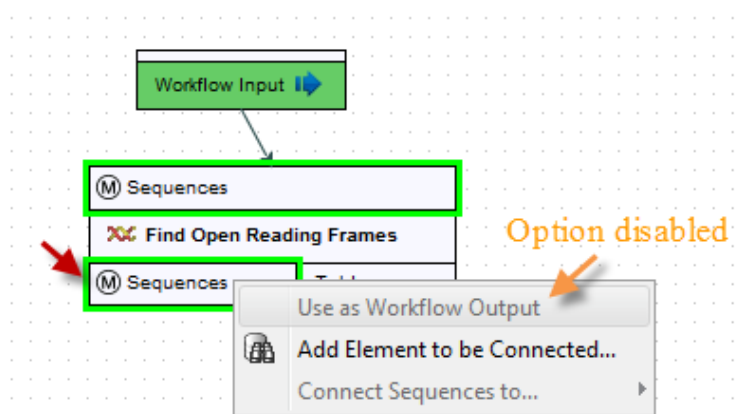 Workflow Input
M Sequences
Find Open Reading Frames
Option disabled
M Sequences
Use as Workflow Output
Add Element to be Connected...
Connect Sequences to...